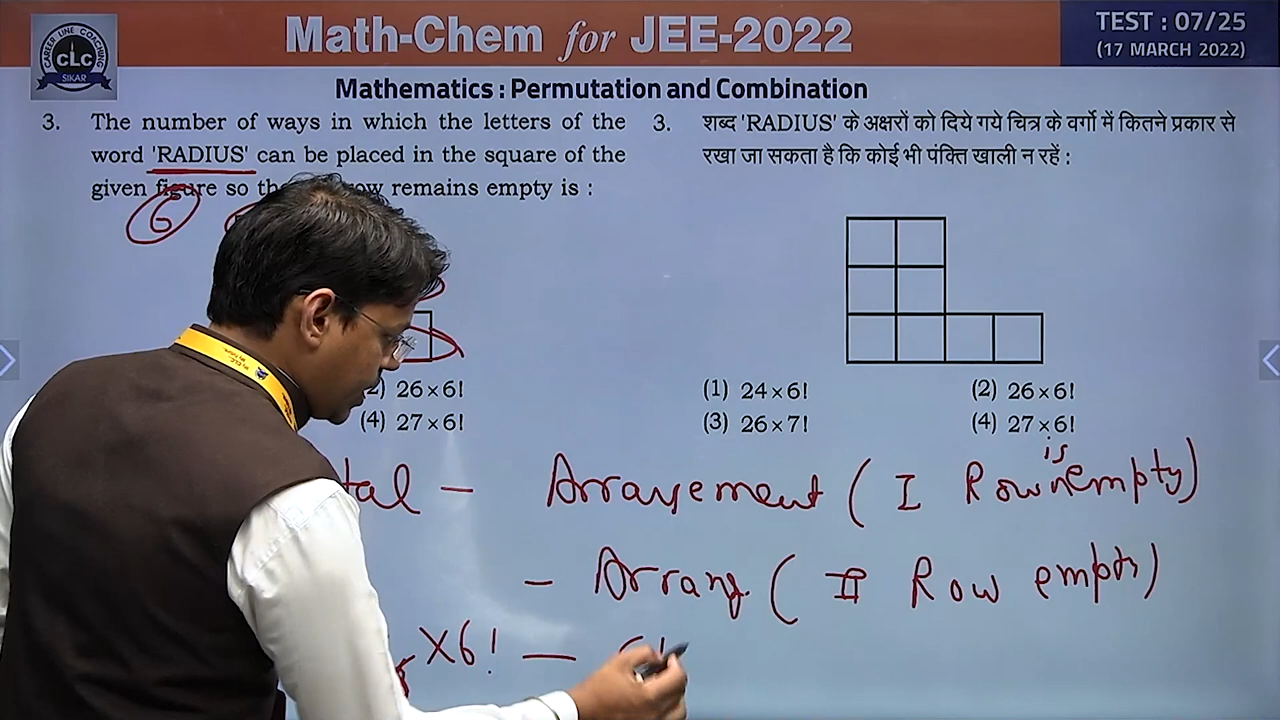 Math-Chem for JEE-2022
TEST : 07/25
(17 MARCH 2022)
CAREER LINE COACHING
CLC
SIKAR
Mathematics : Permutation and Combination
3. The number of ways in which the letters of the
word 'RADIUS' can be placed in the square of the
given figure so row remains empty is :
6
(2) 26×6!
(4) 27×6!
3. शब्द 'RADIUS' के अक्षरों को दिये गये चित्र के वर्गो में कितने प्रकार से
रखा जा सकता है कि कोई भी पंक्ति खाली न रहें :
(1) 24×6! (2) 26×6!
(3) 26×7! (4) 27×6!
– Arrangement ( I Row is empty)
– Arrang. ( II Row empty)
×6! –